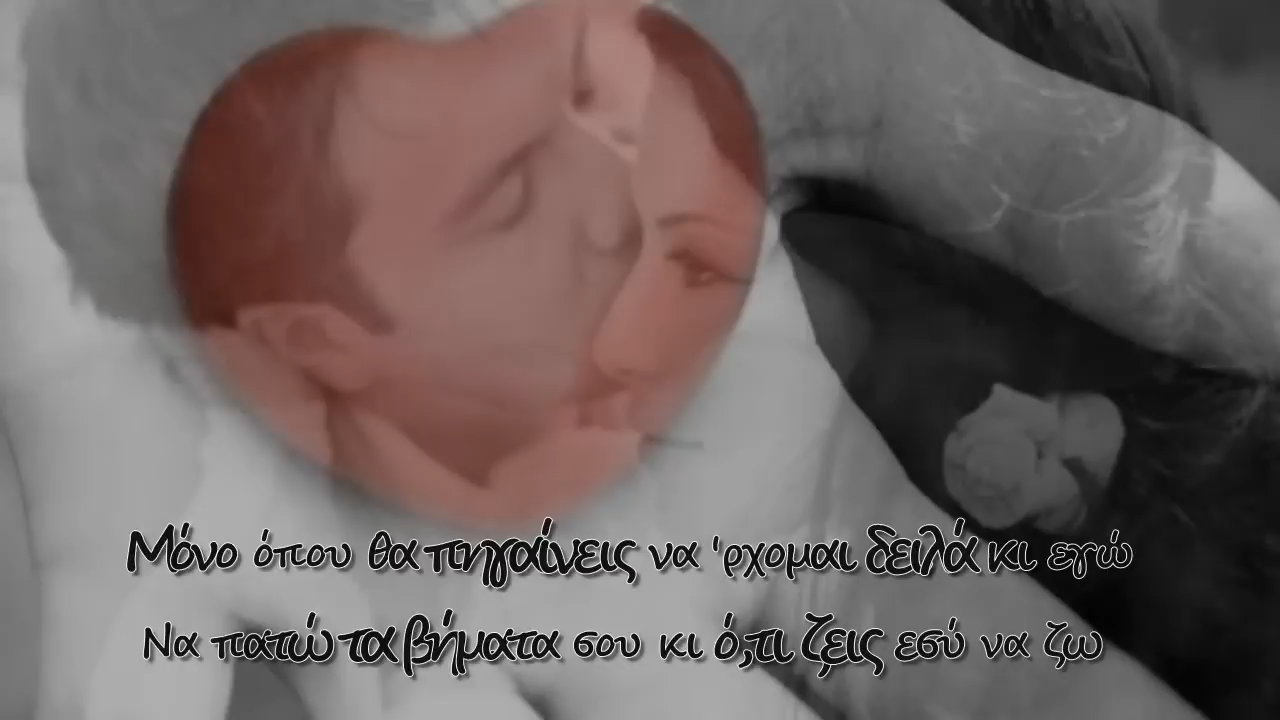 Μόνο όπου θα πηγαίνεις να 'ρχομαι δειλά κι εγώ
Να πατώ τα βήματα σου κι ό,τι ζεις εσύ να ζω